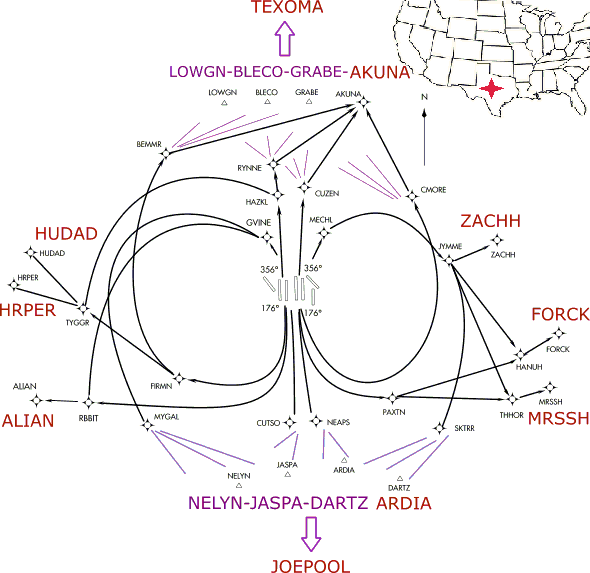 TEXOMA
LOWGN-BLECO-GRABE-AKUNA
LOWGN BLECO GRABE AKUNA
N
BEMMR
RYNNE
CUZEN
CMORE
HAZKL
GVINE MECHL
ZACHH
HUDAD
HUDAD
JYMME
ZACHH
356° 356°
HRPER
HRPER
176° 176°
TYGGR
FORCK
FORCK
HANUH
ALIAN
FIRMN
MRSSH
ALIAN
RBBIT
PAXTN
THHOR
MRSSH
MYGAL
CUTSO
NEAPS
SKTRR
NELYN
JASPA
ARDIA
DARTZ
NELYN-JASPA-DARTZ ARDIA
JOEPOOL